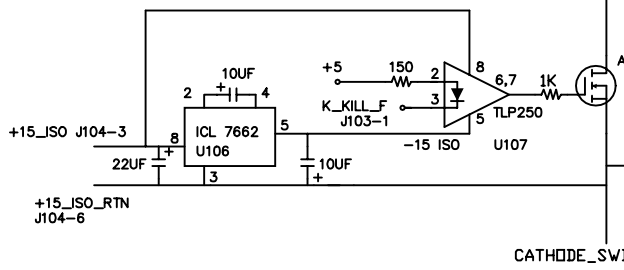 A
+5
150
8
10UF
+
2
4
2
6,7
1K
3
TLP250
K_KILL_F
J103-1
5
+15_ISO J104-3
8
ICL 7662
U106
5
-15 ISO
U107
22UF
+
10UF
+
3
+15_ISO_RTN
J104-6
CATHODE_SWI